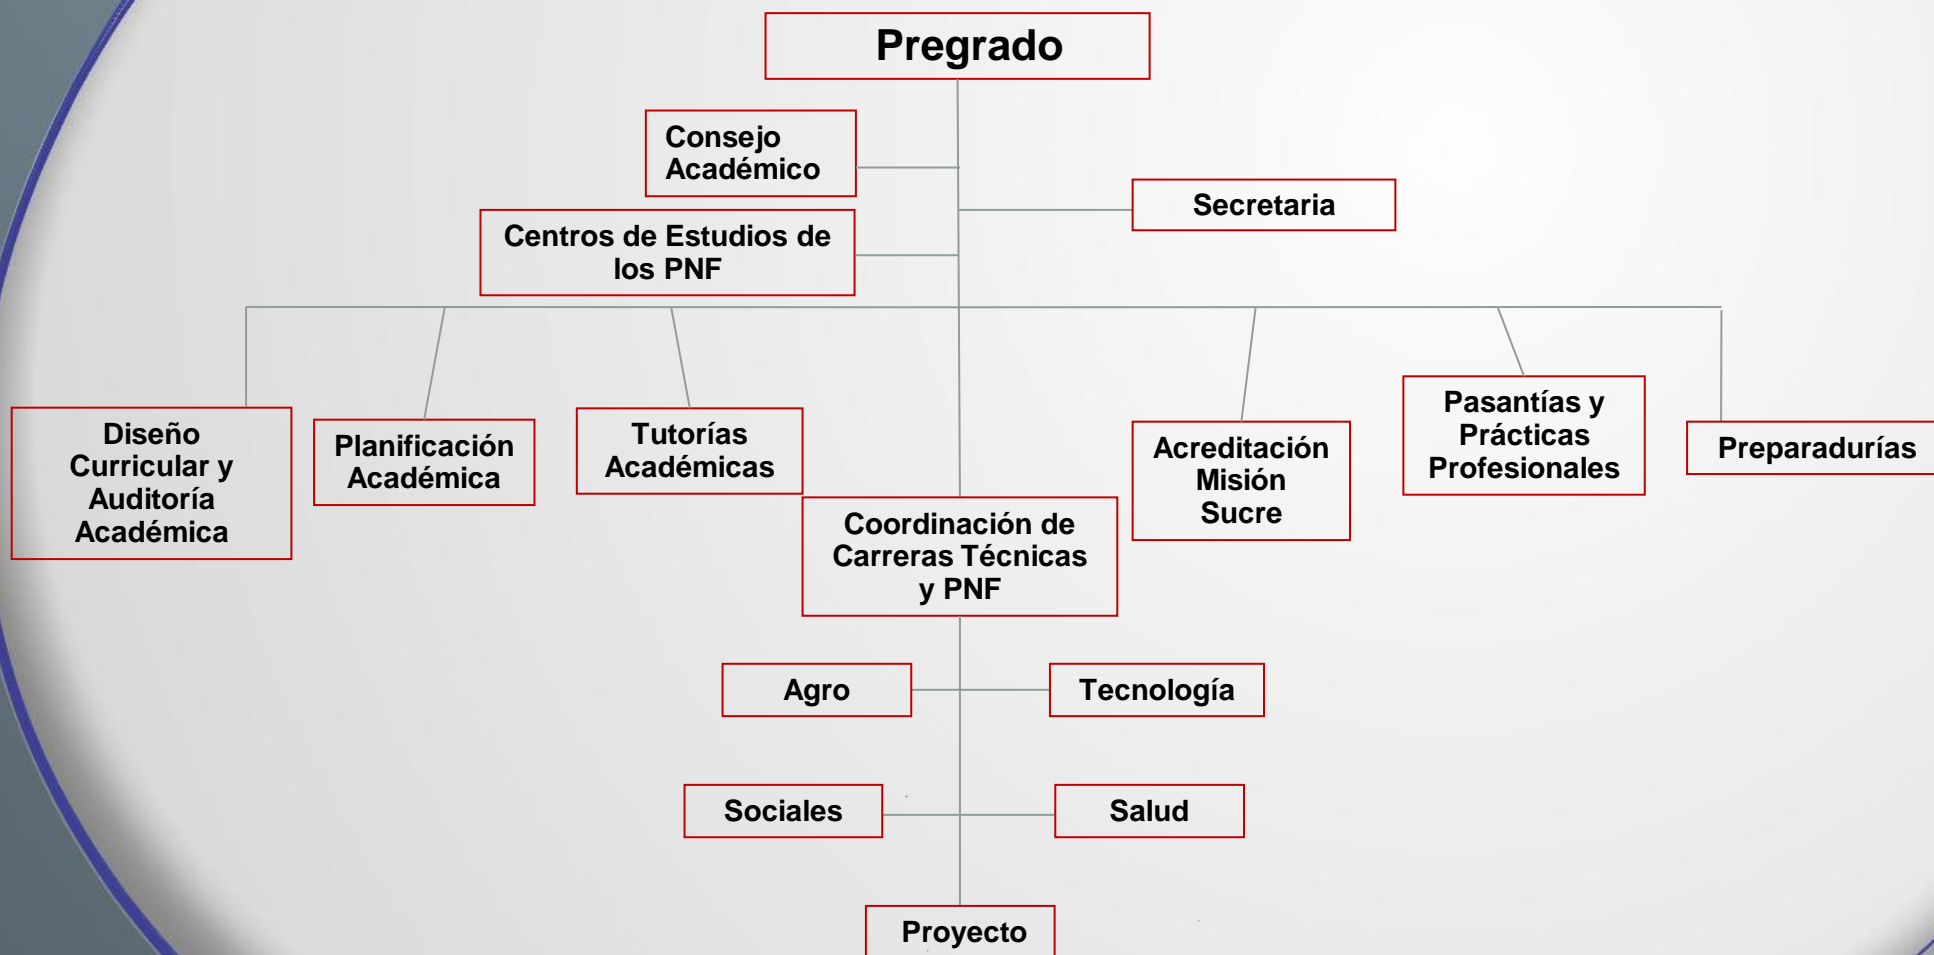 Pregrado
Consejo
Académico
Secretaria
Centros de Estudios de
los PNF
Diseño
Curricular y
Auditoría
Académica
Planificación
Académica
Tutorías
Académicas
Coordinación de
Carreras Técnicas
y PNF
Acreditación
Misión
Sucre
Pasantías y
Prácticas
Profesionales
Preparadurías
Agro
Tecnología
Sociales
Salud
Proyecto